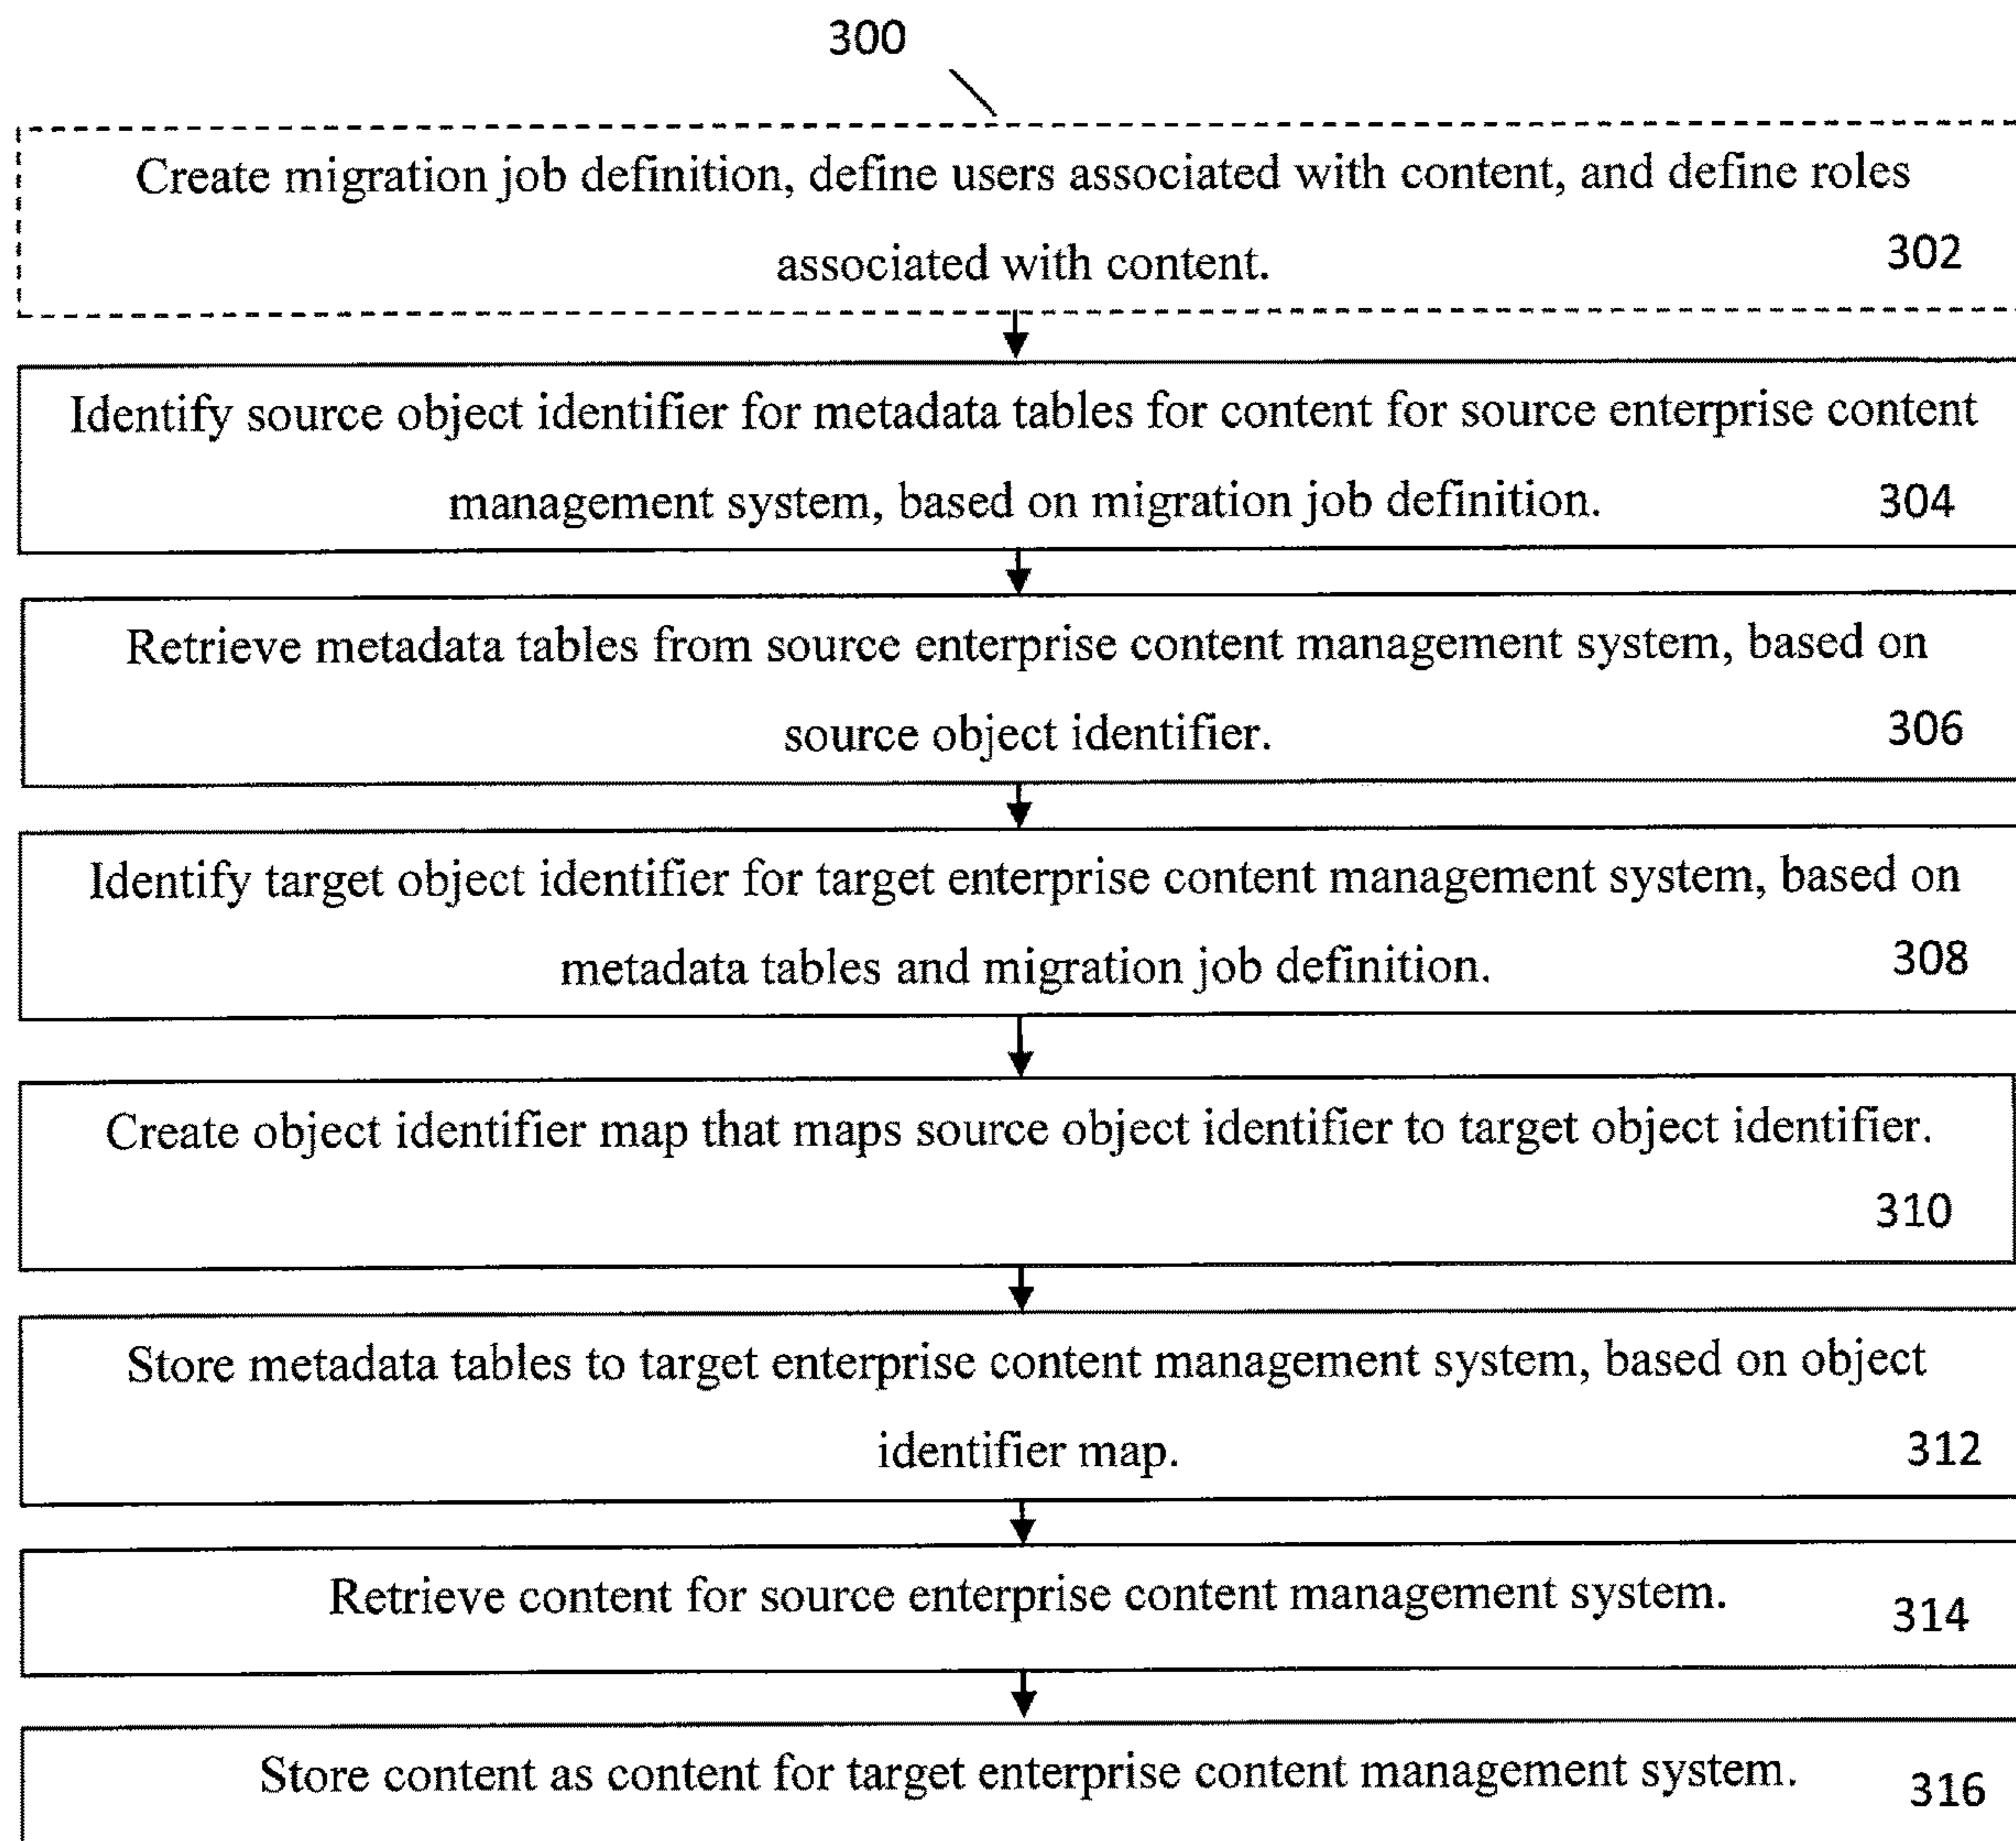 300
Create migration job definition, define users associated with content, and define roles
associated with content.
302
Identify source object identifier for metadata tables for content for source enterprise content
management system, based on migration job definition.
304
Retrieve metadata tables from source enterprise content management system, based on
source object identifier.
306
Identify target object identifier for target enterprise content management system, based on
metadata tables and migration job definition.
308
Create object identifier map that maps source object identifier to target object identifier.
310
Store metadata tables to target enterprise content management system, based on object
identifier map.
312
Retrieve content for source enterprise content management system.
314
Store content as content for target enterprise content management system.
316